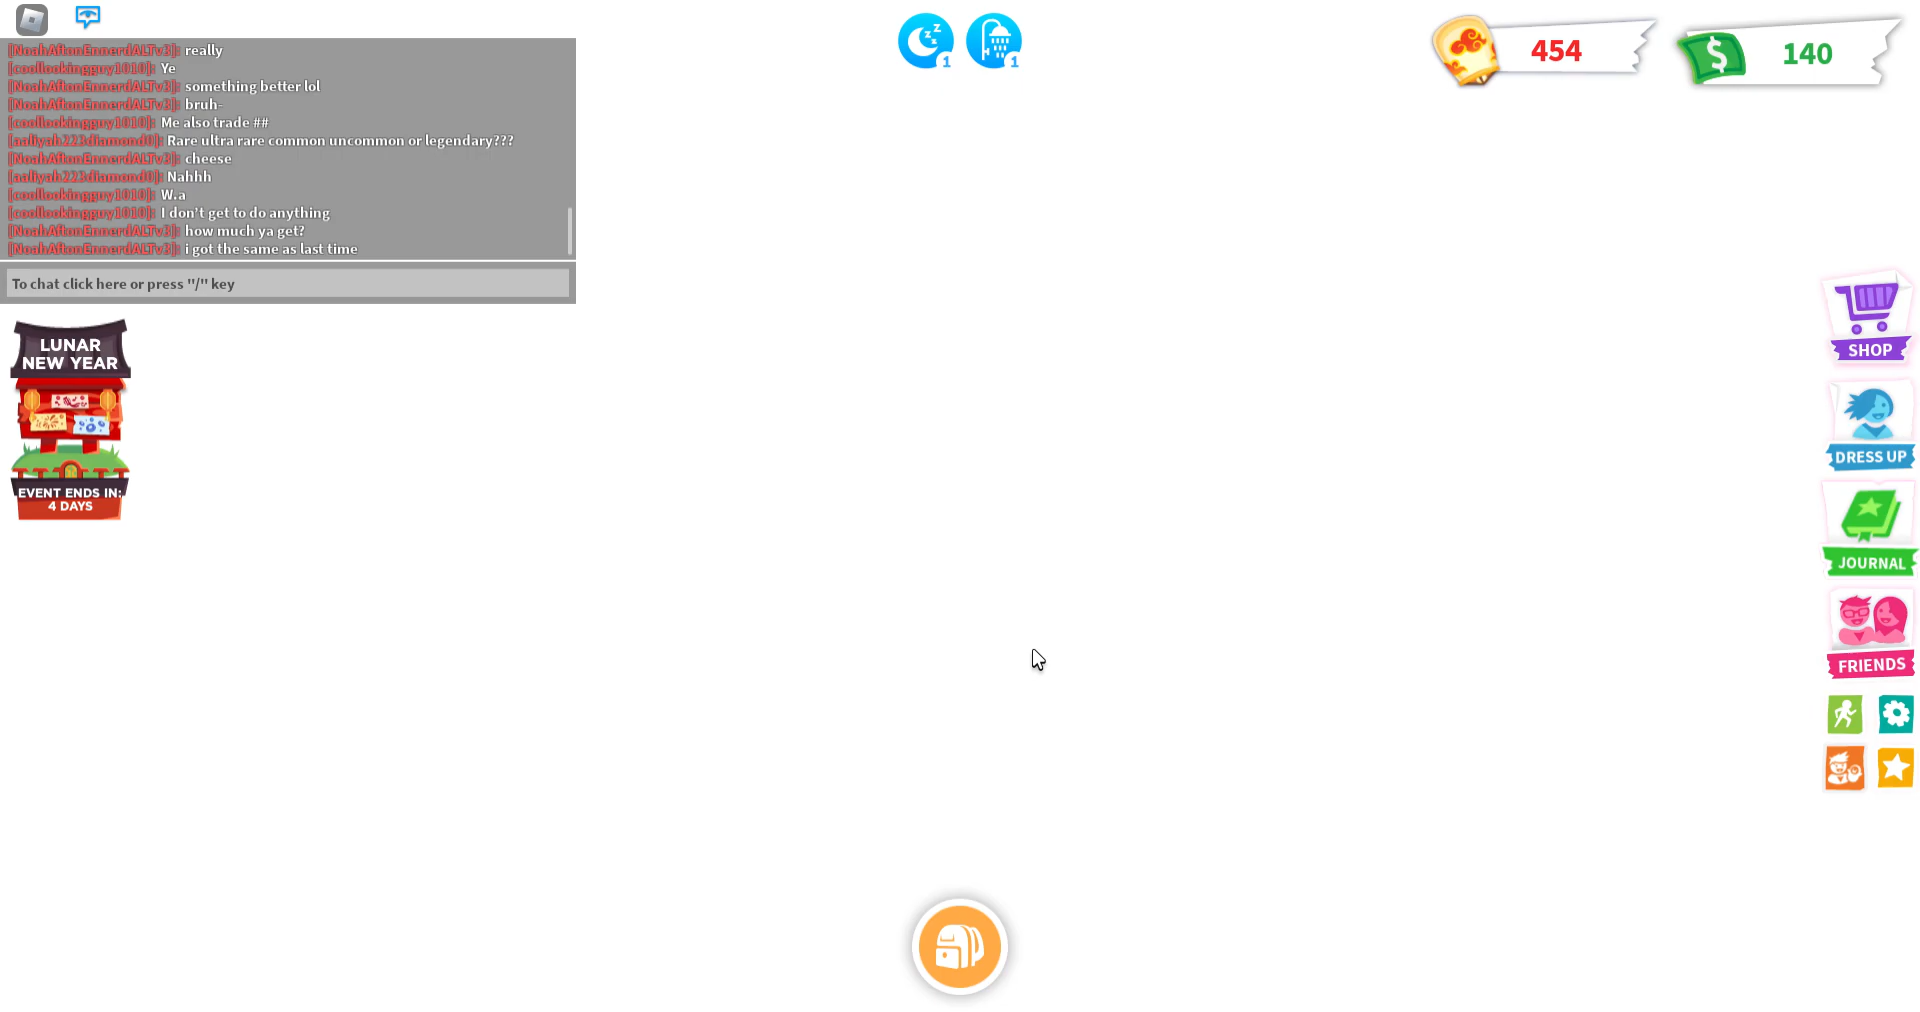 [NoahAftonEnnerdALTv3]: really
[coollookingguy1010]: Ye
[NoahAftonEnnerdALTv3]: something better lol
[NoahAftonEnnerdALTv3]: bruh-
[coollookingguy1010]: Me also trade ##
[aaliyah223diamond0]: Rare ultra rare common uncommon or legendary???
[NoahAftonEnnerdALTv3]: cheese
[aaliyah223diamond0]: Nahhh
[coollookingguy1010]: W.a
[coollookingguy1010]: I don't get to do anything
[NoahAftonEnnerdALTv3]: how much ya get?
[NoahAftonEnnerdALTv3]: i got the same as last time
To chat click here or press "/" key
LUNAR
NEW YEAR
EVENT ENDS IN:
4 DAYS
1
1
454
140
SHOP
DRESS UP
JOURNAL
FRIENDS